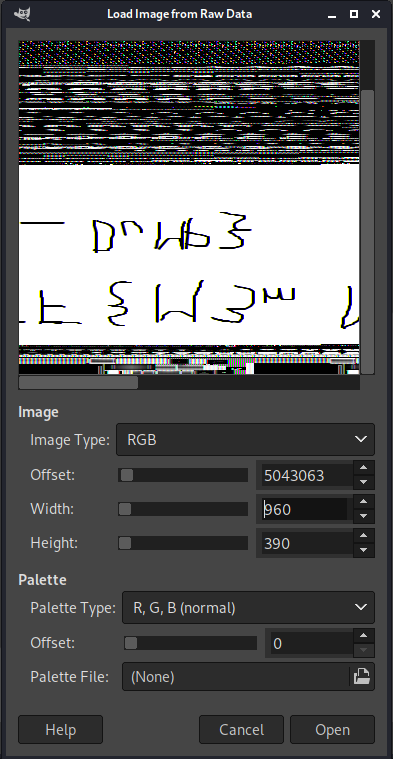 Load Image from Raw Data
Image
Image Type: RGB
Offset: 5043063
Width: 960
Height: 390
Palette
Palette Type: R, G, B (normal)
Offset: 0
Palette File: (None)
Help Cancel Open